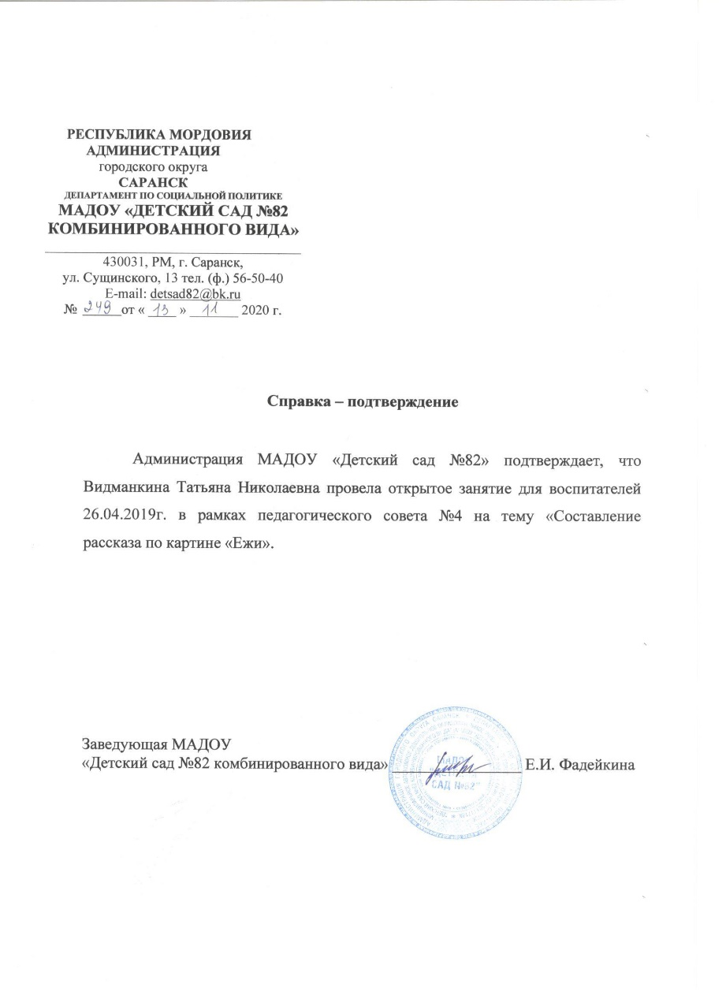 РЕСПУБЛИКА МОРДОВИЯ
АДМИНИСТРАЦИЯ
городского округа
САРАНСК
ДЕПАРТАМЕНТ ПО СОЦИАЛЬНОЙ ПОЛИТИКЕ
МАДОУ «ДЕТСКИЙ САД №82
КОМБИНИРОВАННОГО ВИДА»
430031, РМ, г. Саранск,
ул. Сущинского, 13 тел. (ф.) 56-50-40
E-mail: detsad82@bk.ru
№ 249 от « 13 » 11 2020 г.
Справка – подтверждение
Администрация МАДОУ «Детский сад №82» подтверждает, что
Видманкина Татьяна Николаевна провела открытое занятие для воспитателей
26.04.2019г. в рамках педагогического совета №4 на тему «Составление
рассказа по картине «Ежи».
Заведующая МАДОУ
«Детский сад №82 комбинированного вида» Е.И. Фадейкина
САД №82"